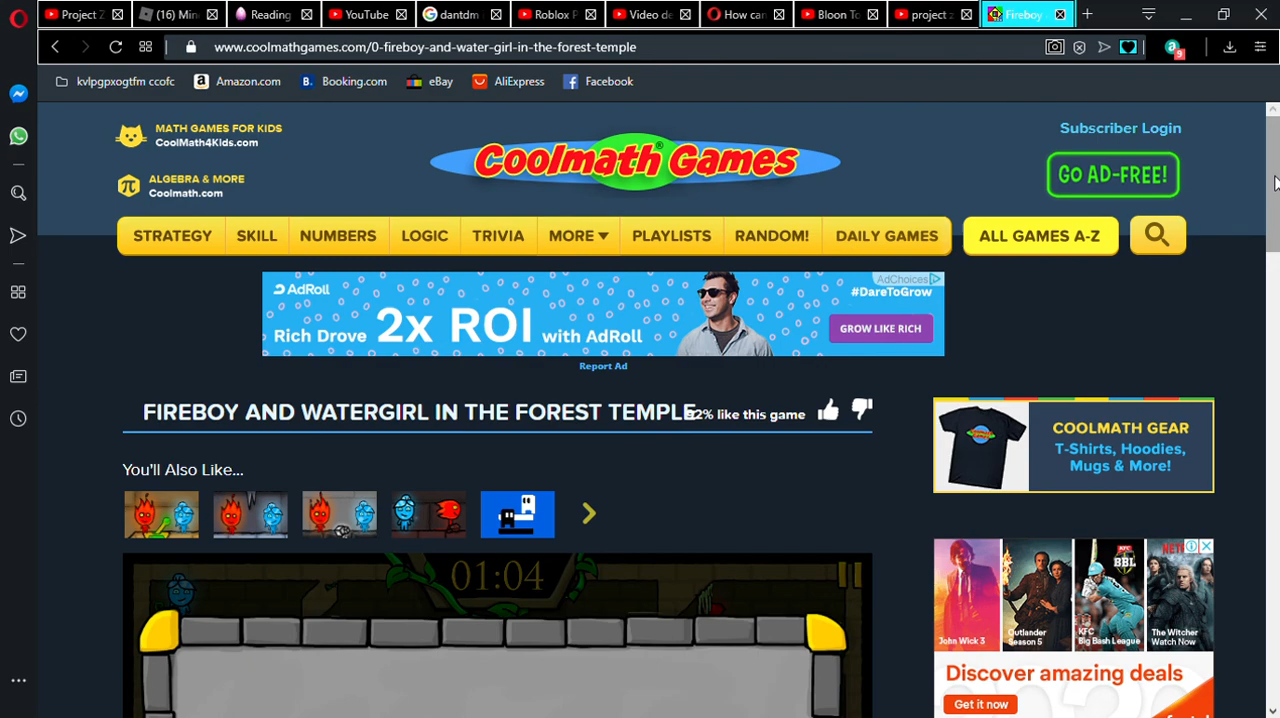 Project Z
(16) Min
Reading
YouTube
dantdm
Roblox P
Video de
How can
Bloon To
project z
Fireboy a
www.coolmathgames.com/0-fireboy-and-water-girl-in-the-forest-temple
a
9
kvlpgpxogtfm ccofc
a Amazon.com
B. Booking.com
eBay
AliExpress
f Facebook
MATH GAMES FOR KIDS
CoolMath4Kids.com
ALGEBRA & MORE
Coolmath.com
Coolmath Games®
Subscriber Login
GO AD-FREE!
STRATEGY
SKILL
NUMBERS
LOGIC
TRIVIA
MORE
PLAYLISTS
RANDOM!
DAILY GAMES
ALL GAMES A-Z
AdRoll
Rich Drove 2x ROI with AdRoll
AdChoices
#DareToGrow
GROW LIKE RICH
Report Ad
FIREBOY AND WATERGIRL IN THE FOREST TEMPLE
92% like this game
You'll Also Like...
COOLMATH GEAR
T-Shirts, Hoodies,
Mugs & More!
01:04
John Wick 3
Outlander
Season 5
KFC
BBL
KFC
Big Bash League
The Witcher
Watch Now
Discover amazing deals
Get it now